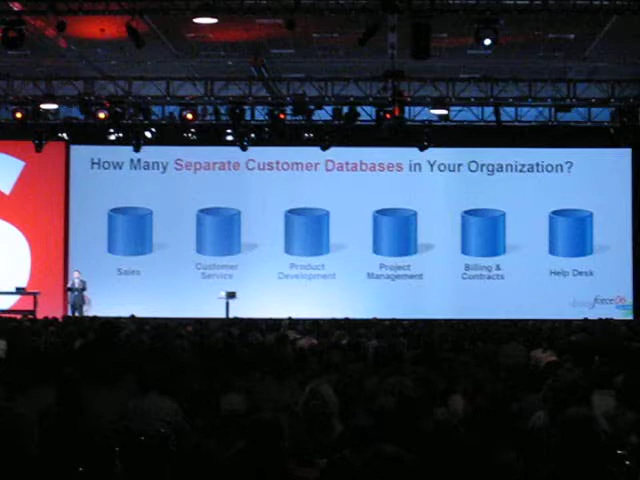 How Many Separate Customer Databases in Your Organization?
Sales
Customer
Service
Product
Development
Project
Management
Billing &
Contracts
Help Desk
dreamforce06